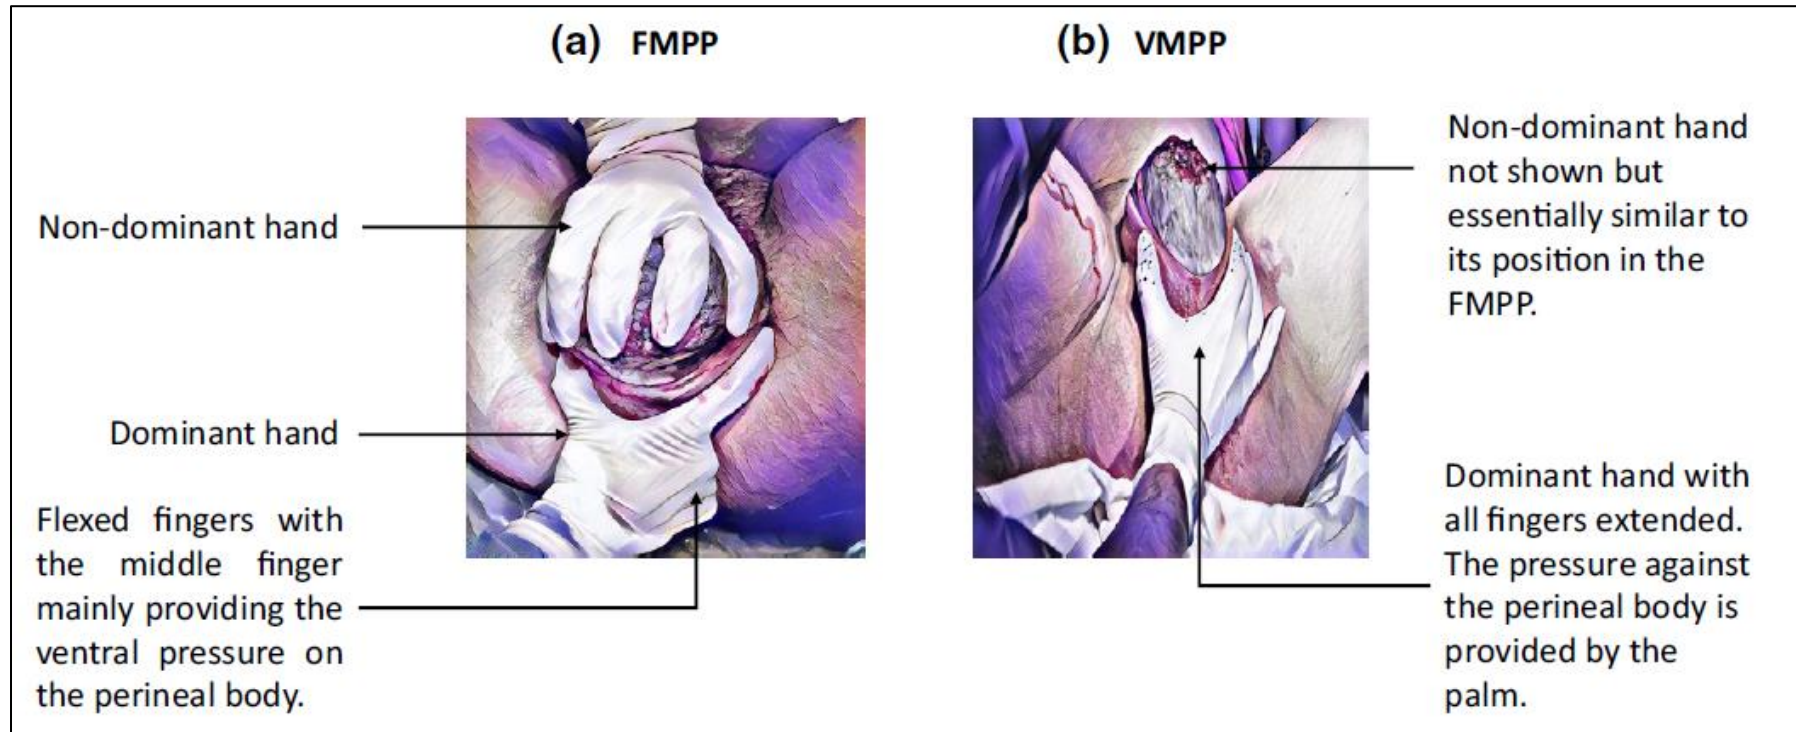 (a) FMPP
(b) VMPP
Non-dominant hand
Dominant hand
Flexed fingers with
the middle finger
mainly providing the
ventral pressure on
the perineal body.
Non-dominant hand
not shown but
essentially similar to
its position in the
FMPP.
Dominant hand with
all fingers extended.
The pressure against
the perineal body is
provided by the
palm.